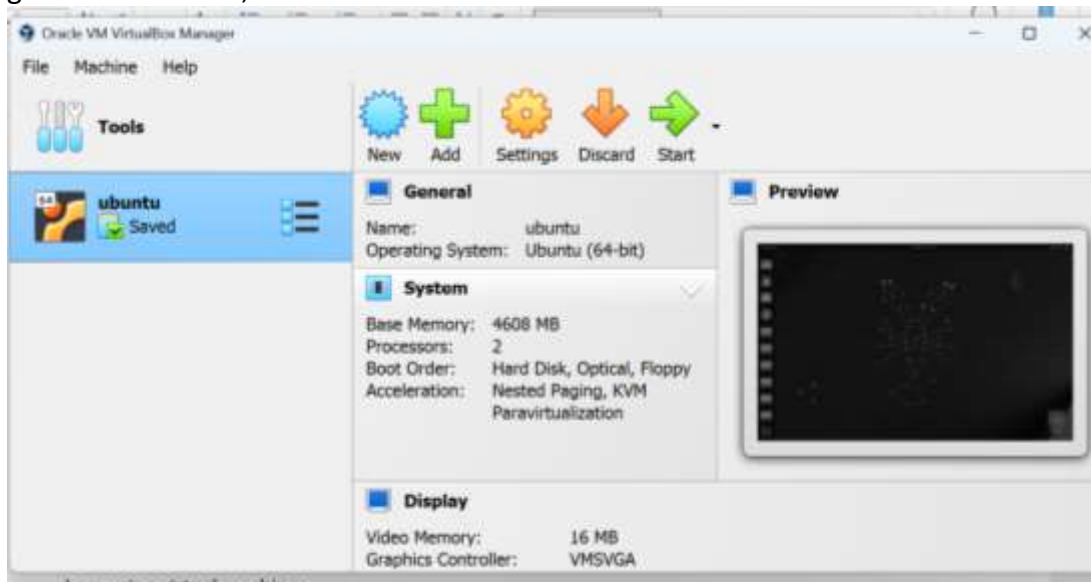 Oracle VM VirtualBox Manager
File Machine Help
Tools
New Add Settings Discard Start
64
ubuntu
Saved
General
Name: ubuntu
Operating System: Ubuntu (64-bit)
System
Base Memory: 4608 MB
Processors: 2
Boot Order: Hard Disk, Optical, Floppy
Acceleration: Nested Paging, KVM
Paravirtualization
Display
Video Memory: 16 MB
Graphics Controller: VMSVGA
Preview